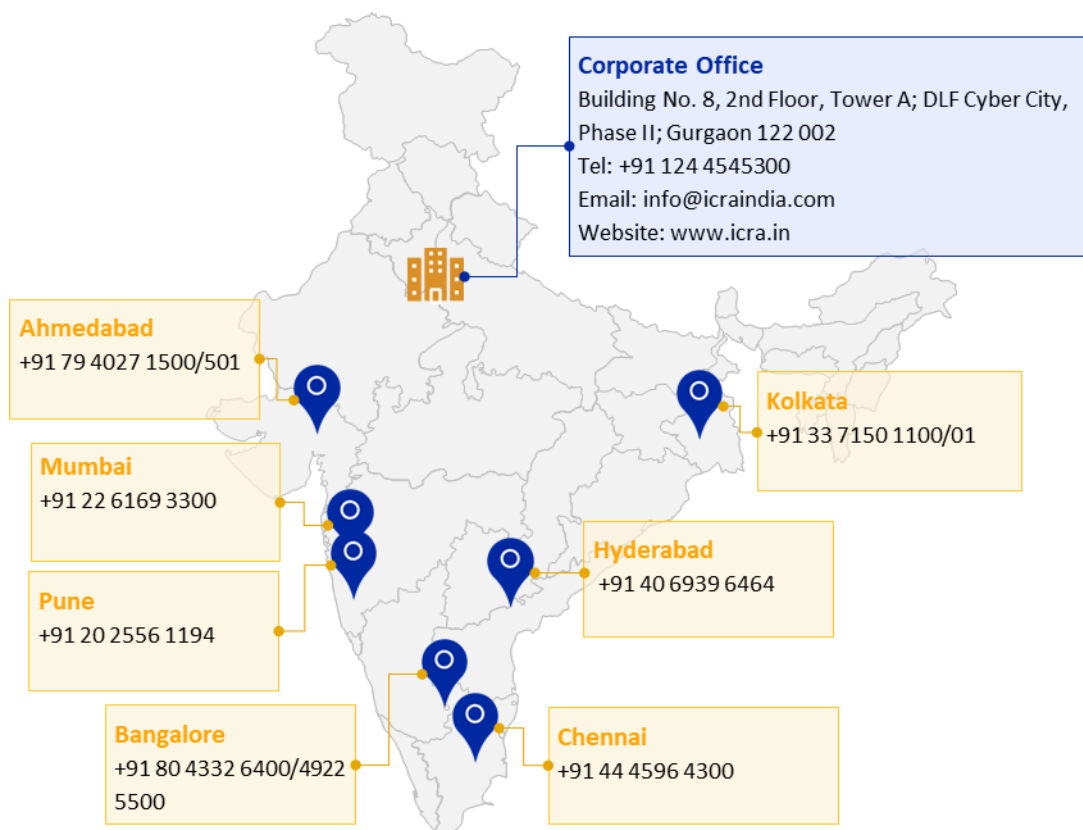 Corporate Office
Building No. 8, 2nd Floor, Tower A; DLF Cyber City,
Phase II; Gurgaon 122 002
Tel: +91 124 4545300
Email: info@icraindia.com
Website: www.icra.in
Ahmedabad
+91 79 4027 1500/501
Kolkata
+91 33 7150 1100/01
Mumbai
+91 22 6169 3300
Hyderabad
+91 40 6939 6464
Pune
+91 20 2556 1194
Bangalore
+91 80 4332 6400/4922
5500
Chennai
+91 44 4596 4300